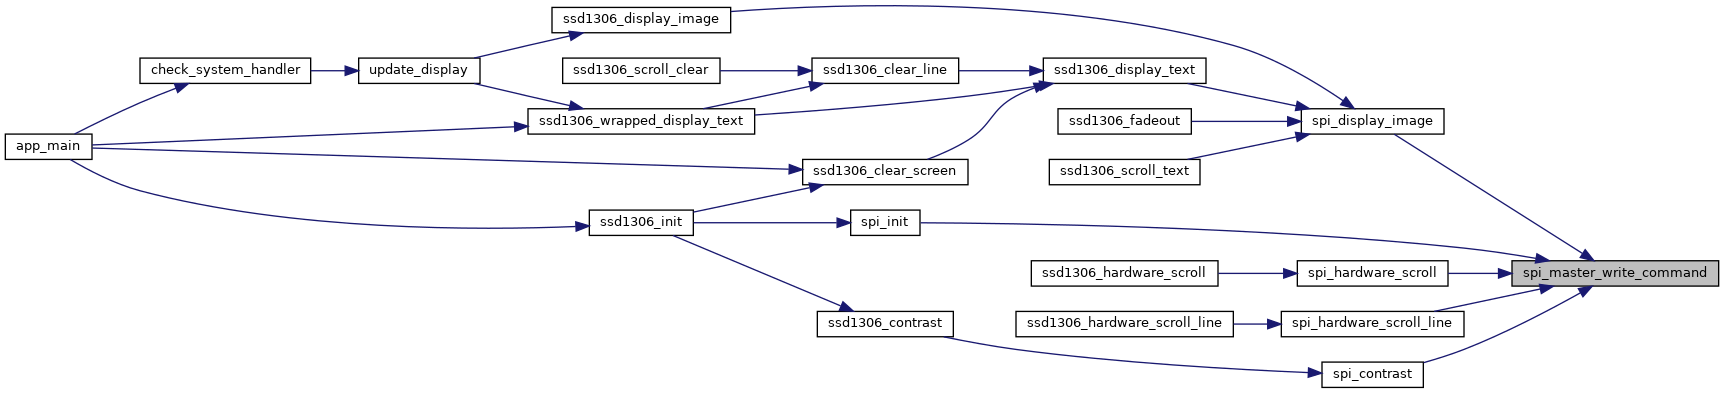 ssd1306_display_image
check_system_handler
update_display
ssd1306_scroll_clear
ssd1306_clear_line
ssd1306_display_text
ssd1306_wrapped_display_text
ssd1306_fadeout
spi_display_image
app_main
ssd1306_clear_screen
ssd1306_scroll_text
ssd1306_init
spi_init
ssd1306_hardware_scroll
spi_hardware_scroll
spi_master_write_command
ssd1306_contrast
ssd1306_hardware_scroll_line
spi_hardware_scroll_line
spi_contrast